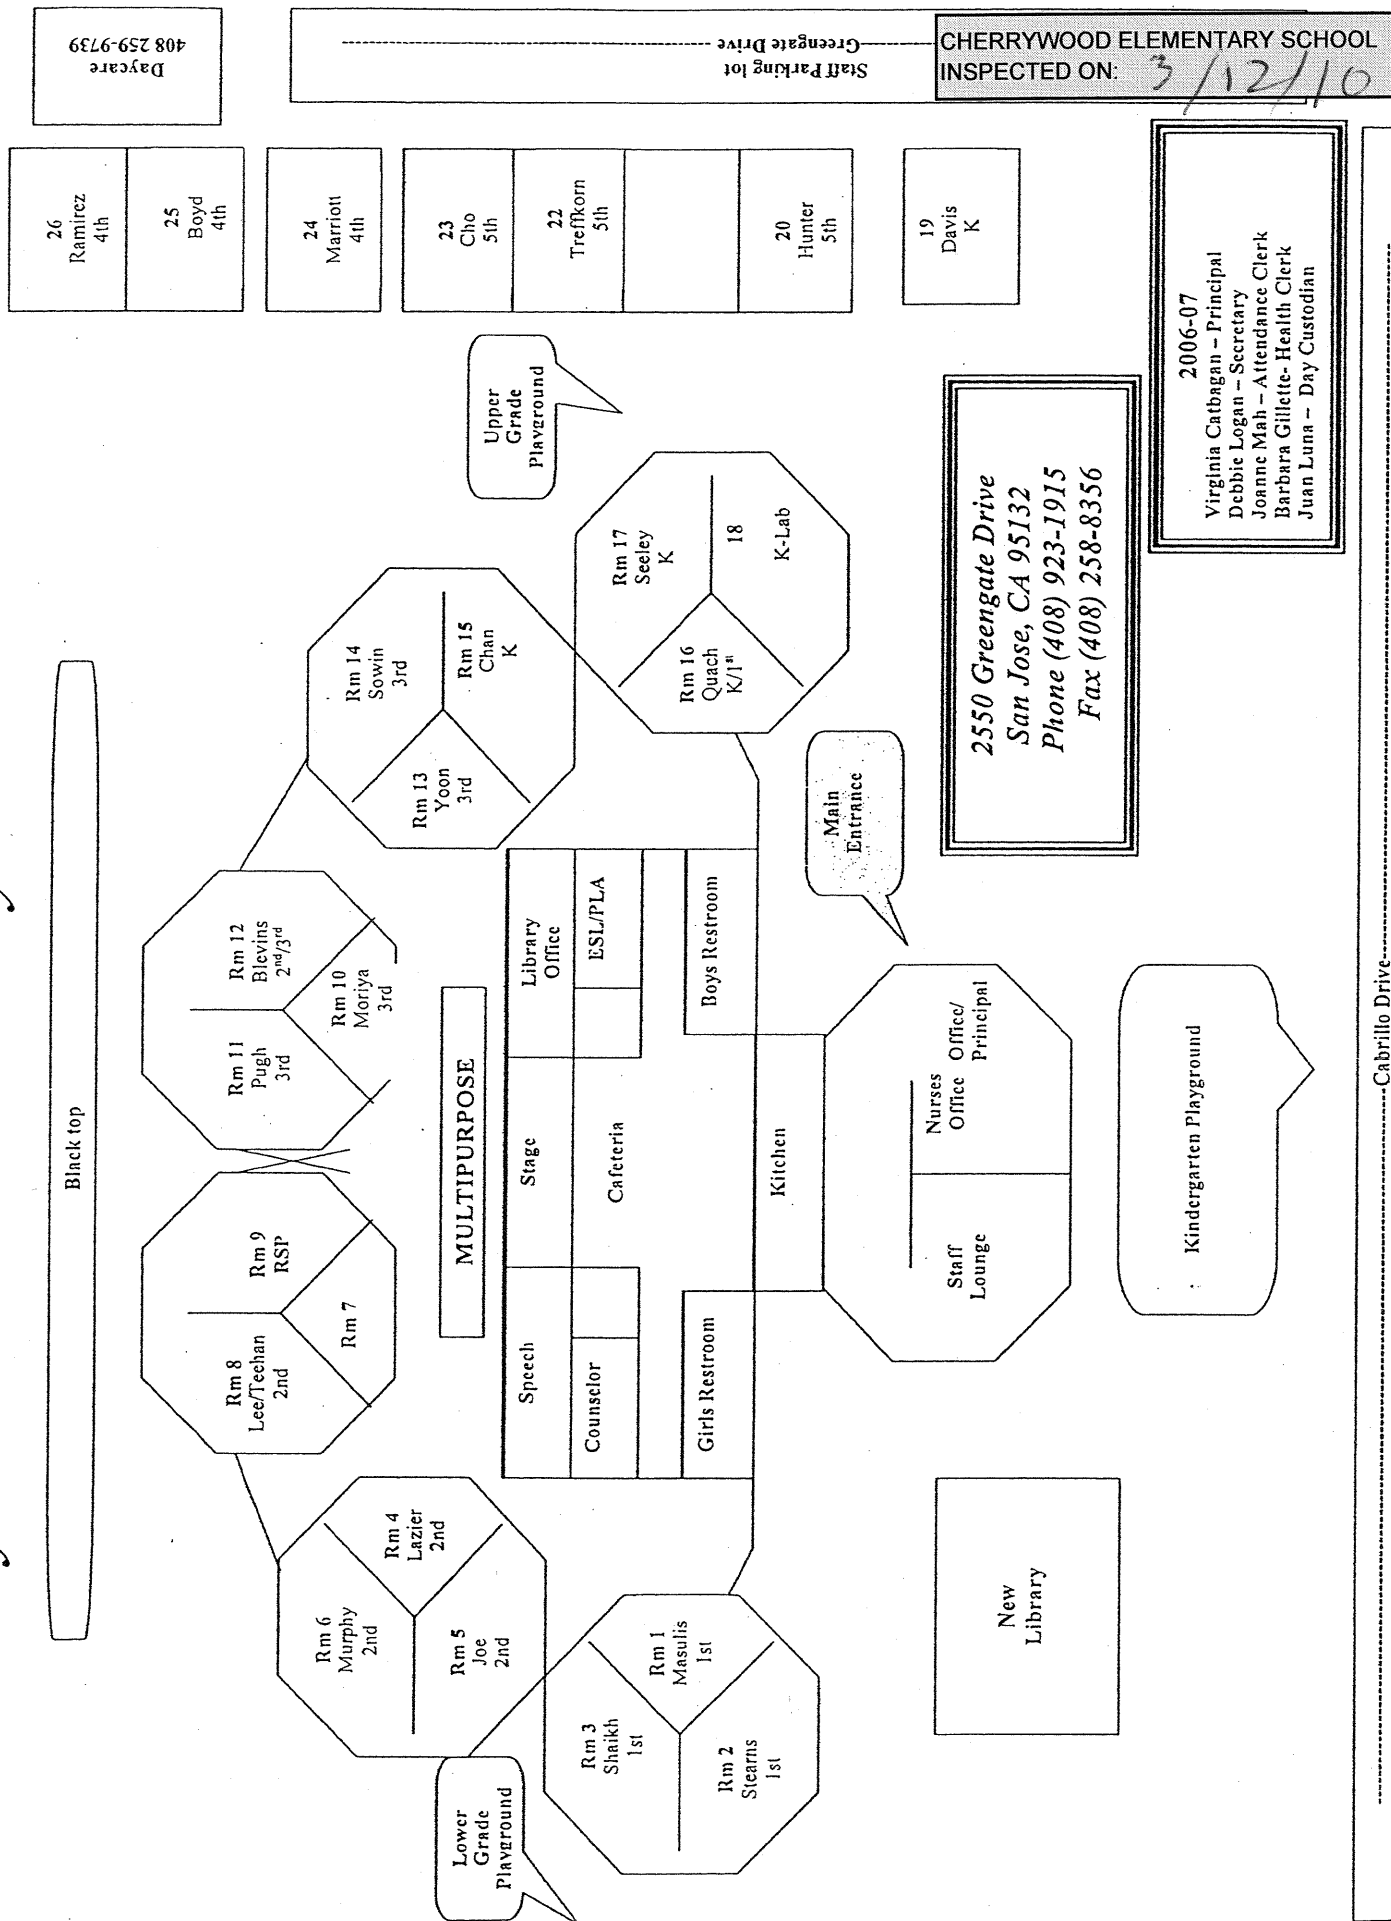 CHERRYWOOD ELEMENTARY SCHOOL
INSPECTED ON: 3/12/10
Daycare
408 259-9739
Staff Parking lot
Greengate Drive
26
Ramirez
4th
25
Boyd
4th
24
Marriott
4th
23
Cho
5th
22
Treffkorn
5th
20
Hunter
5th
19
Davis
K
Black top
Upper
Grade
Playground
Lower
Grade
Playground
Rm 8
Lee/Teehan
2nd
Rm 9
RSP
Rm 7
Rm 11
Pugh
3rd
Rm 12
Blevins
2nd/3rd
Rm 10
Moriya
3rd
Rm 6
Murphy
2nd
Rm 4
Lazier
2nd
Rm 5
Joe
2nd
Rm 14
Sowin
3rd
Rm 13
Yoon
3rd
Rm 15
Chan
K
Rm 3
Shaikh
1st
Rm 1
Masulis
1st
Rm 2
Stearns
1st
Rm 17
Seeley
K
Rm 16
Quach
K/1st
18
K-Lab
MULTIPURPOSE
Speech
Stage
Library
Office
Counselor
Cafeteria
ESL/PLA
Girls Restroom
Boys Restroom
Kitchen
Main
Entrance
Staff
Lounge
Nurses
Office
Office/
Principal
New
Library
Kindergarten Playground
2550 Greengate Drive
San Jose, CA 95132
Phone (408) 923-1915
Fax (408) 258-8356
2006-07
Virginia Catbagan – Principal
Debbie Logan – Secretary
Joanne Mah – Attendance Clerk
Barbara Gillette- Health Clerk
Juan Luna – Day Custodian
Cabrillo Drive